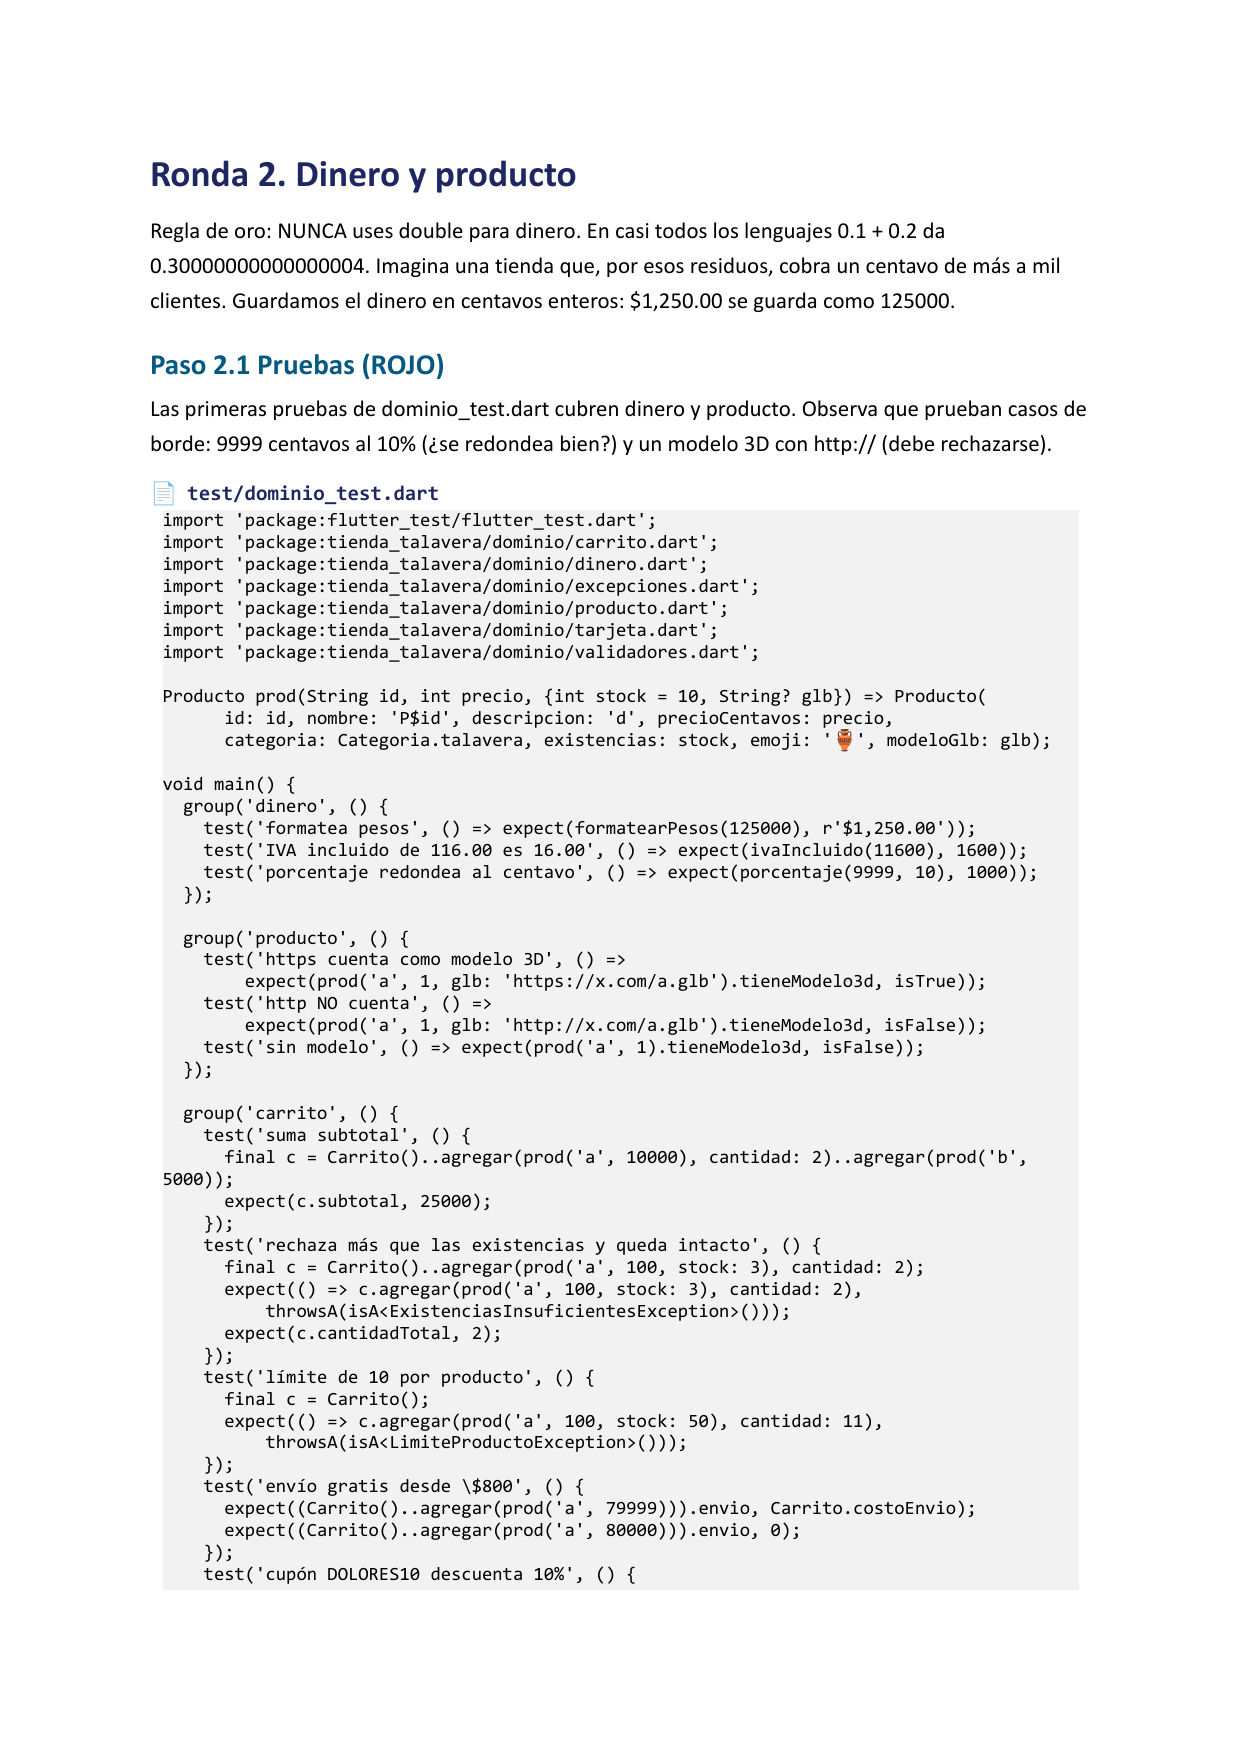 Ronda 2. Dinero y producto
Regla de oro: NUNCA uses double para dinero. En casi todos los lenguajes 0.1 + 0.2 da
0.30000000000000004. Imagina una tienda que, por esos residuos, cobra un centavo de más a mil
clientes. Guardamos el dinero en centavos enteros: $1,250.00 se guarda como 125000.
Paso 2.1 Pruebas (ROJO)
Las primeras pruebas de dominio_test.dart cubren dinero y producto. Observa que prueban casos de
borde: 9999 centavos al 10% (¿se redondea bien?) y un modelo 3D con http:// (debe rechazarse).
📄 test/dominio_test.dart
import 'package:flutter_test/flutter_test.dart';
import 'package:tienda_talavera/dominio/carrito.dart';
import 'package:tienda_talavera/dominio/dinero.dart';
import 'package:tienda_talavera/dominio/excepciones.dart';
import 'package:tienda_talavera/dominio/producto.dart';
import 'package:tienda_talavera/dominio/tarjeta.dart';
import 'package:tienda_talavera/dominio/validadores.dart';
Producto prod(String id, int precio, {int stock = 10, String? glb}) => Producto(
      id: id, nombre: 'P$id', descripcion: 'd', precioCentavos: precio,
      categoria: Categoria.talavera, existencias: stock, emoji: '🏺', modeloGlb: glb);
void main() {
  group('dinero', () {
    test('formatea pesos', () => expect(formatearPesos(125000), r'$1,250.00'));
    test('IVA incluido de 116.00 es 16.00', () => expect(ivaIncluido(11600), 1600));
    test('porcentaje redondea al centavo', () => expect(porcentaje(9999, 10), 1000));
  });
  group('producto', () {
    test('https cuenta como modelo 3D', () =>
        expect(prod('a', 1, glb: 'https://x.com/a.glb').tieneModelo3d, isTrue));
    test('http NO cuenta', () =>
        expect(prod('a', 1, glb: 'http://x.com/a.glb').tieneModelo3d, isFalse));
    test('sin modelo', () => expect(prod('a', 1).tieneModelo3d, isFalse));
  });
  group('carrito', () {
    test('suma subtotal', () {
      final c = Carrito()..agregar(prod('a', 10000), cantidad: 2)..agregar(prod('b',
5000));
      expect(c.subtotal, 25000);
    });
    test('rechaza más que las existencias y queda intacto', () {
      final c = Carrito()..agregar(prod('a', 100, stock: 3), cantidad: 2);
      expect(() => c.agregar(prod('a', 100, stock: 3), cantidad: 2),
          throwsA(isA<ExistenciasInsuficientesException>()));
      expect(c.cantidadTotal, 2);
    });
    test('límite de 10 por producto', () {
      final c = Carrito();
      expect(() => c.agregar(prod('a', 100, stock: 50), cantidad: 11),
          throwsA(isA<LimiteProductoException>()));
    });
    test('envío gratis desde \$800', () {
      expect((Carrito()..agregar(prod('a', 79999))).envio, Carrito.costoEnvio);
      expect((Carrito()..agregar(prod('a', 80000))).envio, 0);
    });
    test('cupón DOLORES10 descuenta 10%', () {